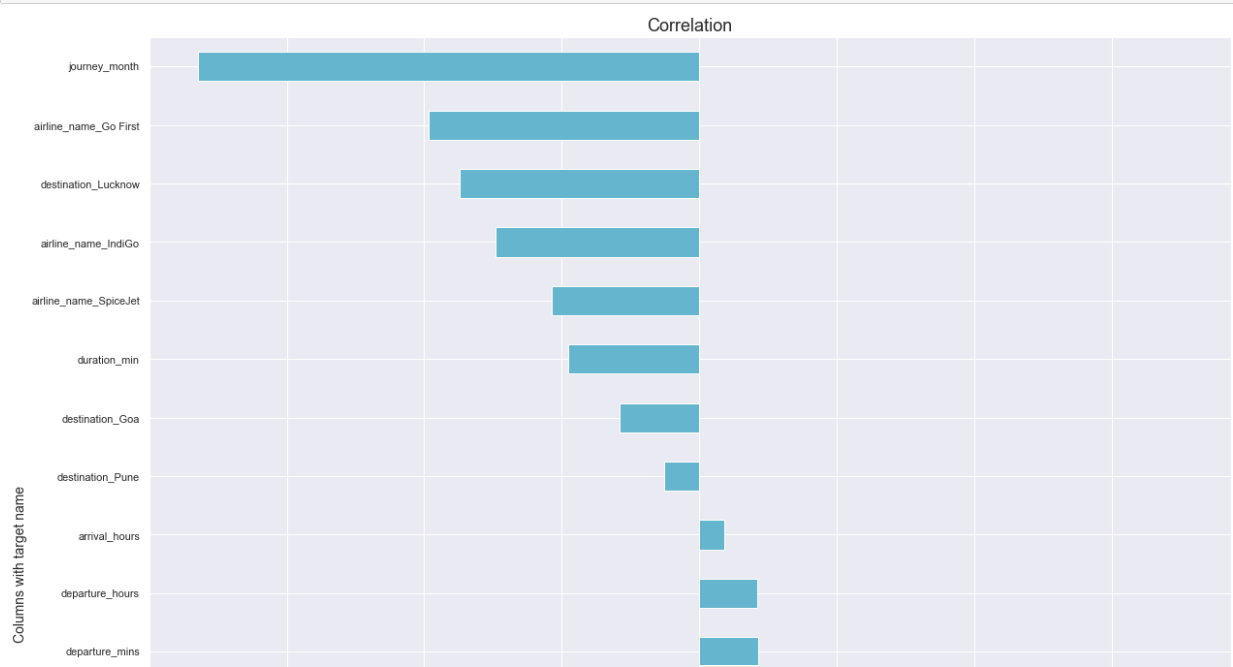 Correlation
journey_month
airline_name_Go First
destination_Lucknow
airline_name_IndiGo
airline_name_SpiceJet
duration_min
destination_Goa
destination_Pune
arrival_hours
departure_hours
departure_mins
Columns with target name